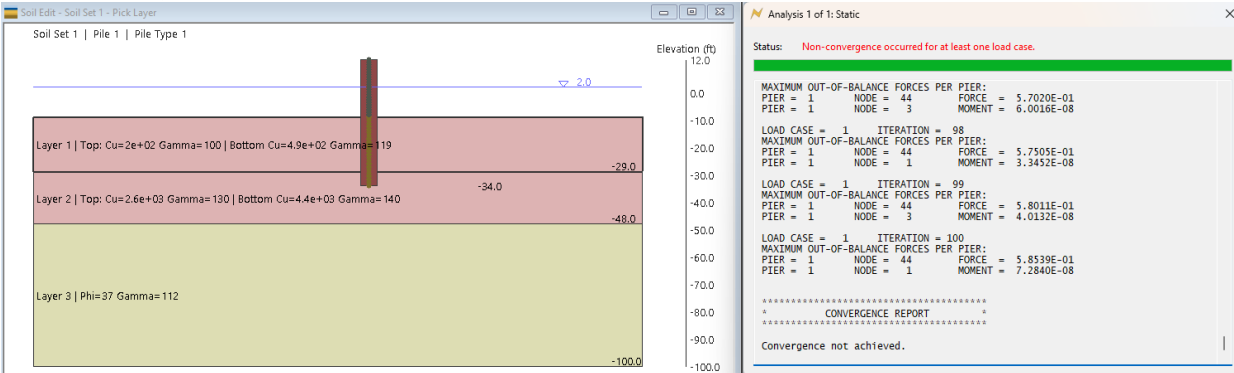 Soil Edit - Soil Set 1 - Pick Layer
Soil Set 1 | Pile 1 | Pile Type 1
Elevation (ft)
12.0
2.0
0.0
-10.0
Layer 1 | Top: Cu=2e+02 Gamma=100 | Bottom Cu=4.9e+02 Gamma=119
-20.0
-29.0
-30.0
-34.0
Layer 2 | Top: Cu=2.6e+03 Gamma=130 | Bottom Cu=4.4e+03 Gamma=140
-40.0
-48.0
-50.0
-60.0
-70.0
Layer 3 | Phi=37 Gamma=112
-80.0
-90.0
-100.0
-100.0
Analysis 1 of 1: Static
Status: Non-convergence occurred for at least one load case.
MAXIMUM OUT-OF-BALANCE FORCES PER PIER:
PIER = 1 NODE = 44 FORCE = 5.7020E-01
PIER = 1 NODE = 3 MOMENT = 6.0016E-08
LOAD CASE = 1 ITERATION = 98
MAXIMUM OUT-OF-BALANCE FORCES PER PIER:
PIER = 1 NODE = 44 FORCE = 5.7505E-01
PIER = 1 NODE = 1 MOMENT = 3.3452E-08
LOAD CASE = 1 ITERATION = 99
MAXIMUM OUT-OF-BALANCE FORCES PER PIER:
PIER = 1 NODE = 44 FORCE = 5.8011E-01
PIER = 1 NODE = 3 MOMENT = 4.0132E-08
LOAD CASE = 1 ITERATION = 100
MAXIMUM OUT-OF-BALANCE FORCES PER PIER:
PIER = 1 NODE = 44 FORCE = 5.8539E-01
PIER = 1 NODE = 1 MOMENT = 7.2840E-08
***************************************
* CONVERGENCE REPORT *
***************************************
Convergence not achieved.